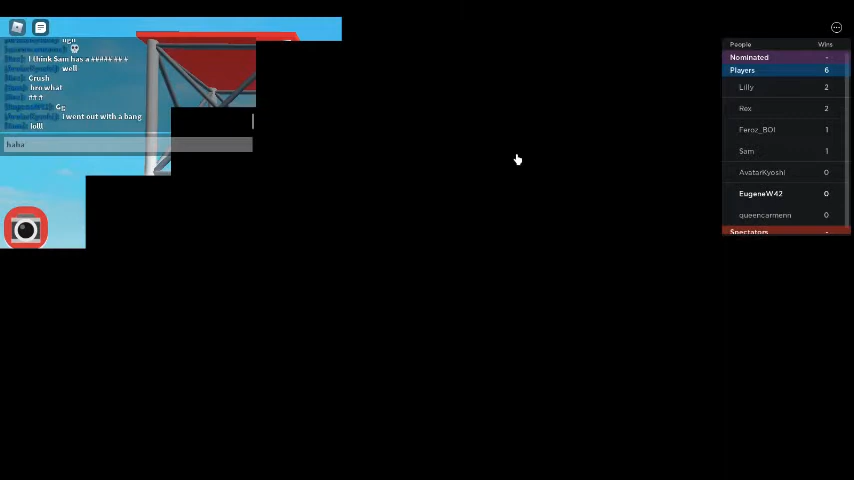 ngh
I think Sam has a ########
well
Crush
bro what
###
Gg
I went out with a bang
lolll
haha
People Wins
Nominated -
Players 6
Lilly 2
Rex 2
Feroz_BOI 1
Sam 1
AvatarKyoshi 0
EugeneW42 0
queencarmenn 0
Spectators -